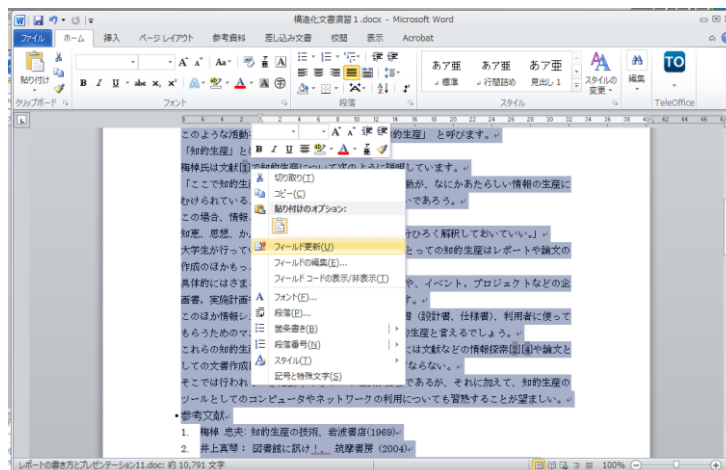 構造化文書演習1.docx - Microsoft Word
ファイル ホーム 挿入 ページ レイアウト 参考資料 差し込み文書 校閲 表示 Acrobat
貼り付け
あア亜 あア亜 あア亜
標準 行間詰め 見出し 1 スタイルの変更 編集
クリップボード フォント 段落 スタイル TeleOffice
このような活動
的生産」 と呼びます。
「知的生産」と
梅棹氏は文献[1]で知的生産について次のように説明しています。
「ここで知的生
動が、なにかあたらしい情報の生産に
むけられている
いであろう。
この場合、情報
知恵、思想、か
ひろく解釈しておいていい。」
大学生が行ってい
とっての知的生産はレポートや論文の
作成のほかもっ
具体的にはさま
や、イベント、プロジェクトなどの企
画書、実施計画
す。
このほか情報シ
書（設計書、仕様書）、利用者に使って
もらうためのマ
生産と言えるでしょう。
これらの知的生
には文献などの情報探索[2][4]や論文と
しての文書作成
ならない。
そこでは行われ
であるが、それに加えて、知的生産の
ツールとしてのコンピュータやネットワークの利用についても習熟することが望ましい。
切り取り(T)
コピー(C)
貼り付けのオプション:
フィールド更新(U)
フィールドの編集(E)...
フィールド コードの表示/非表示(T)
フォント(F)...
段落(P)...
箇条書き(B)
段落番号(N)
スタイル(T)
記号と特殊文字(S)
参考文献
1. 梅棹 忠夫: 知的生産の技術、岩波書店(1969)
2. 井上真琴: 図書館に訊け!、 筑摩書房 (2004)
レポートの書き方とプレゼンテーション11.doc: 約 10,791 文字
100%